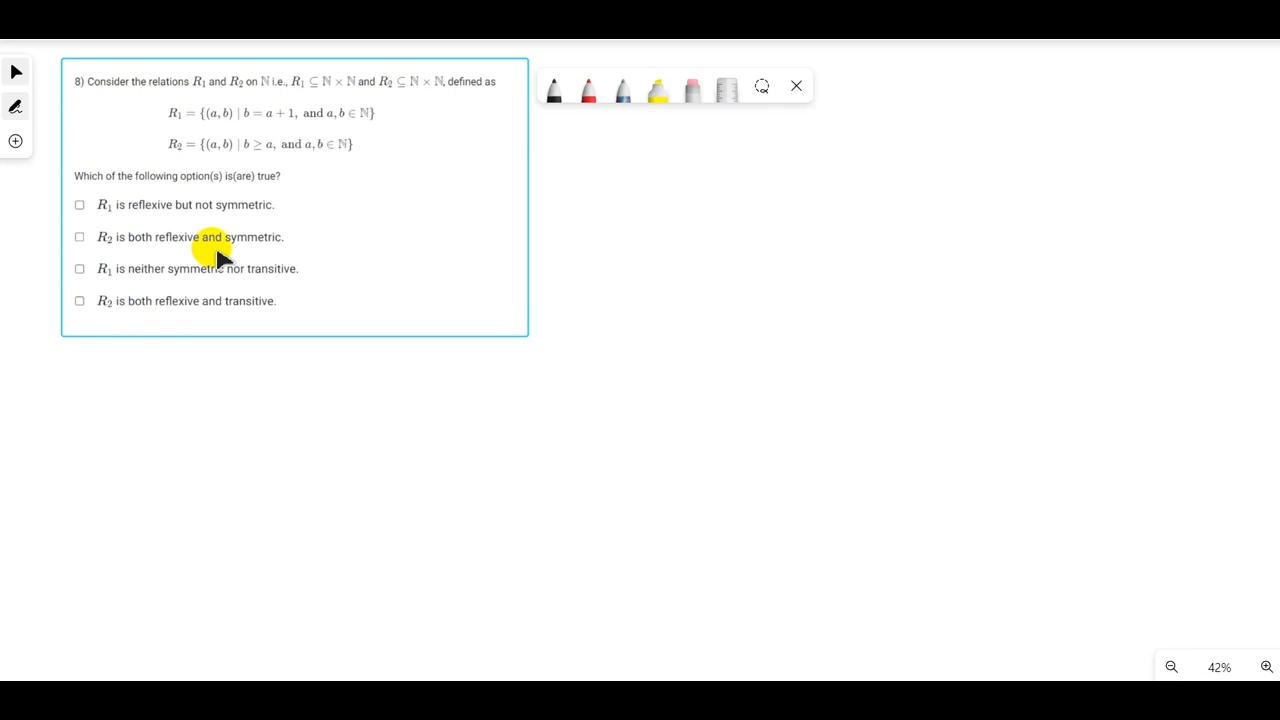 8) Consider the relations R₁ and R₂ on ℕ i.e., R₁ ⊆ ℕ × ℕ and R₂ ⊆ ℕ × ℕ, defined as
R₁ = {(a, b) | b = a + 1, and a, b ∈ ℕ}
R₂ = {(a, b) | b ≥ a, and a, b ∈ ℕ}
Which of the following option(s) is(are) true?
R₁ is reflexive but not symmetric.
R₂ is both reflexive and symmetric.
R₁ is neither symmetric nor transitive.
R₂ is both reflexive and transitive.
42%